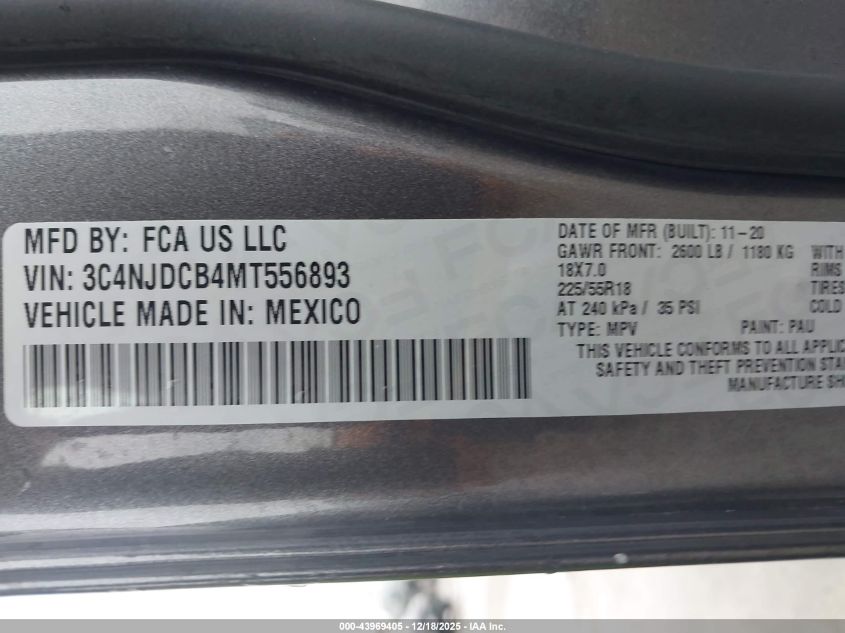 MFD BY: FCA US LLC
VIN: 3C4NJDCB4MT556893
VEHICLE MADE IN: MEXICO
DATE OF MFR (BUILT): 11-20
GAWR FRONT: 2600 LB / 1180 KG WITH
18X7.0 RIMS
225/55R18 TIRES
AT 240 kPa / 35 PSI COLD
TYPE: MPV PAINT: PAU
THIS VEHICLE CONFORMS TO ALL APPLIC
SAFETY AND THEFT PREVENTION STA
MANUFACTURE SH
000-43969405 - 12/18/2025 - IAA Inc.